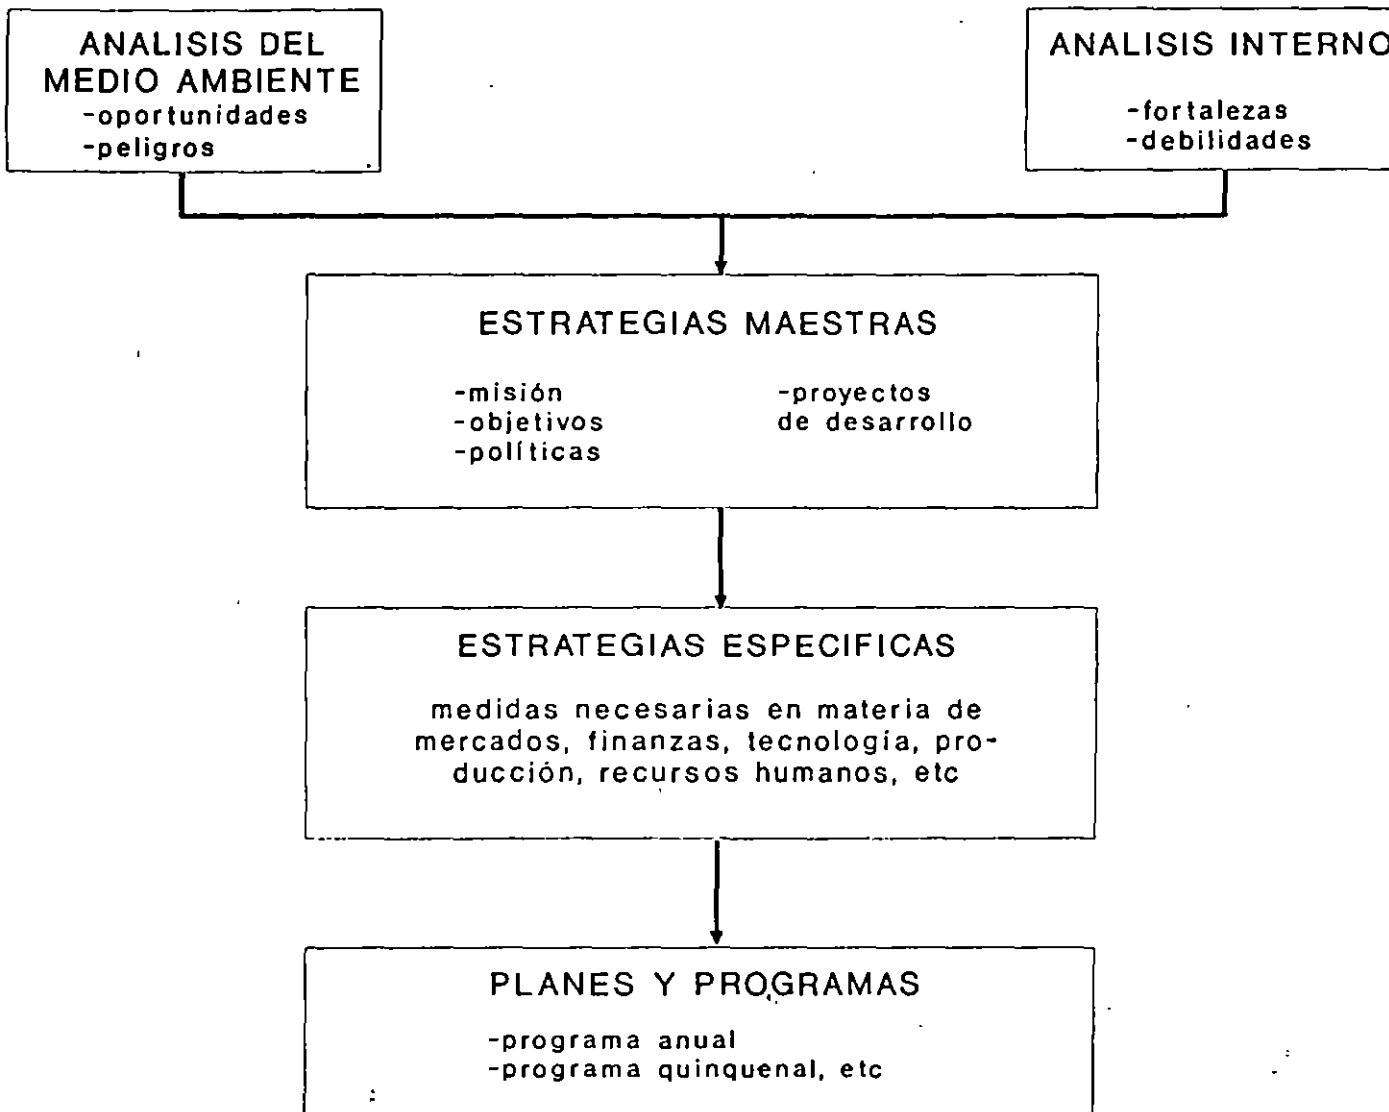 ANALISIS DEL
MEDIO AMBIENTE
-oportunidades
-peligros
ANALISIS INTERNO
-fortalezas
-debilidades
ESTRATEGIAS MAESTRAS
-misión
-objetivos
-políticas
-proyectos
de desarrollo
ESTRATEGIAS ESPECIFICAS
medidas necesarias en materia de
mercados, finanzas, tecnología, pro-
ducción, recursos humanos, etc
PLANES Y PROGRAMAS
-programa anual
-programa quinquenal, etc